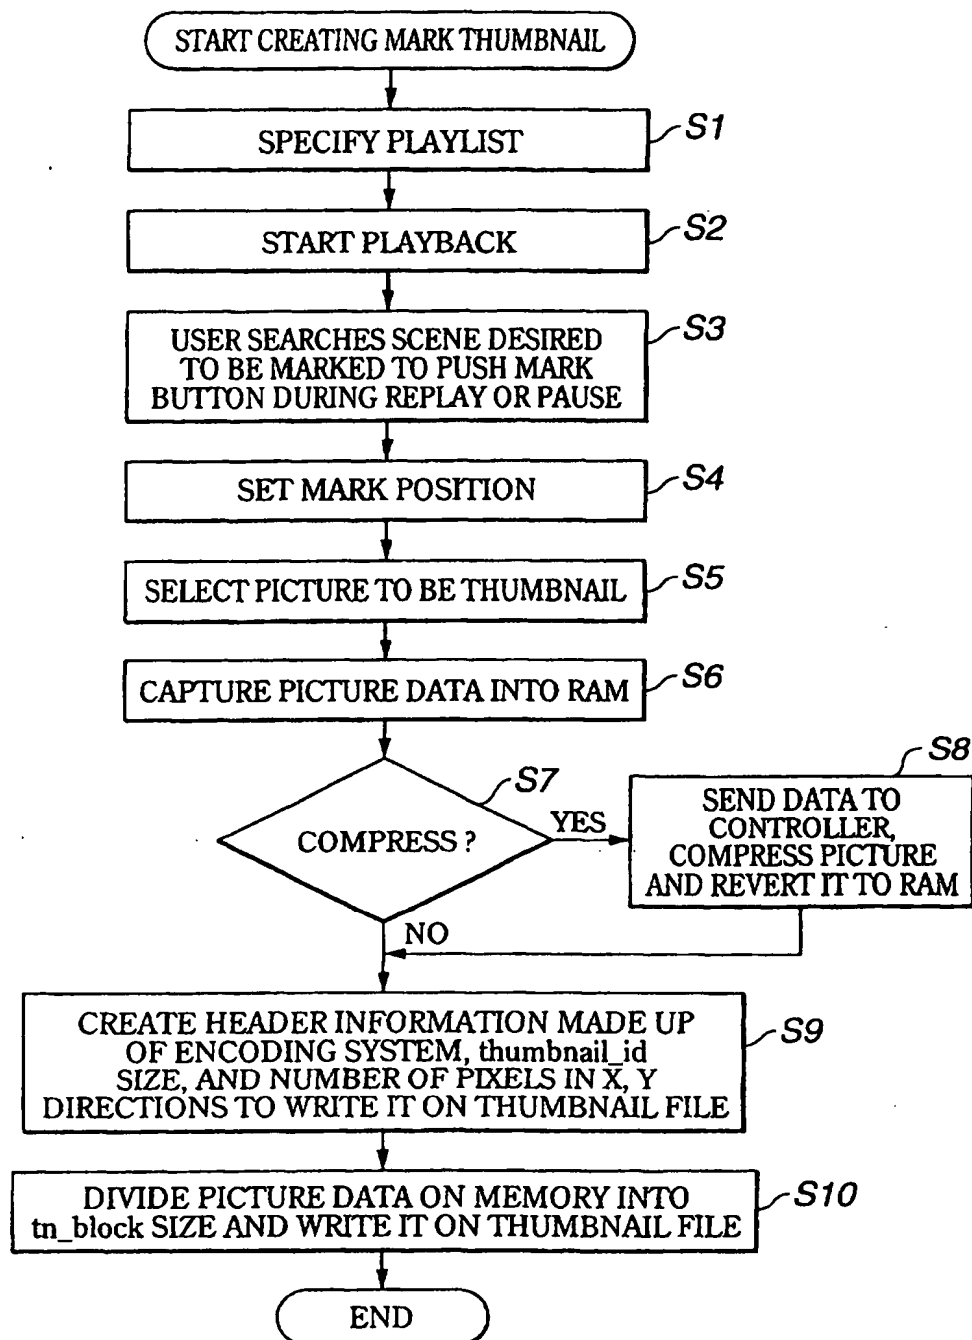 START CREATING MARK THUMBNAIL
SPECIFY PLAYLIST
S1
START PLAYBACK
S2
USER SEARCHES SCENE DESIRED
TO BE MARKED TO PUSH MARK
BUTTON DURING REPLAY OR PAUSE
S3
SET MARK POSITION
S4
SELECT PICTURE TO BE THUMBNAIL
S5
CAPTURE PICTURE DATA INTO RAM
S6
COMPRESS ?
S7
YES
SEND DATA TO
CONTROLLER,
COMPRESS PICTURE
AND REVERT IT TO RAM
S8
NO
CREATE HEADER INFORMATION MADE UP
OF ENCODING SYSTEM, thumbnail_id
SIZE, AND NUMBER OF PIXELS IN X, Y
DIRECTIONS TO WRITE IT ON THUMBNAIL FILE
S9
DIVIDE PICTURE DATA ON MEMORY INTO
tn_block SIZE AND WRITE IT ON THUMBNAIL FILE
S10
END